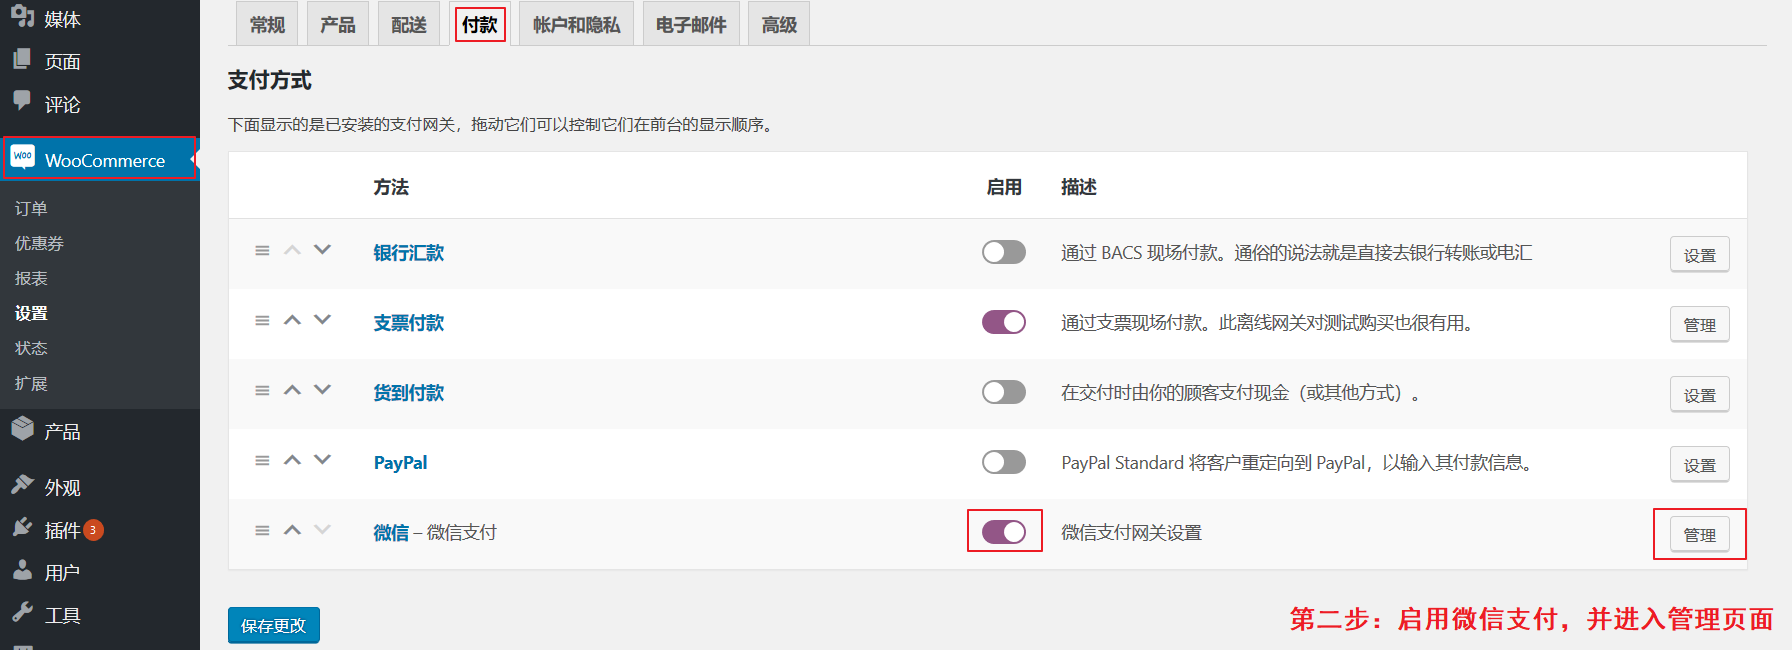 媒体
页面
评论
WooCommerce
订单
优惠券
报表
设置
状态
扩展
产品
外观
插件 3
用户
工具
常规 产品 配送 付款 帐户和隐私 电子邮件 高级
支付方式
下面显示的是已安装的支付网关，拖动它们可以控制它们在前台的显示顺序。
方法 启用 描述
银行汇款 通过 BACS 现场付款。通俗的说法就是直接去银行转账或电汇 设置
支票付款 通过支票现场付款。此离线网关对测试购买也很有用。 管理
货到付款 在交付时由你的顾客支付现金（或其他方式）。 设置
PayPal PayPal Standard 将客户重定向到 PayPal，以输入其付款信息。 设置
微信 – 微信支付 微信支付网关设置 管理
保存更改
第二步：启用微信支付，并进入管理页面